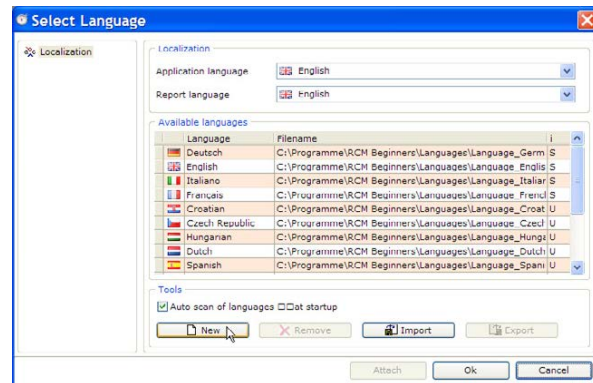 Select Language
Localization
Localization
Application language English
Report language English
Available languages
Language Filename i
Deutsch C:\Programme\RCM Beginners\Languages\Language_Germ S
English C:\Programme\RCM Beginners\Languages\Language_Englis S
Italiano C:\Programme\RCM Beginners\Languages\Language_Italiar S
Français C:\Programme\RCM Beginners\Languages\Language_French S
Croatian C:\Programme\RCM Beginners\Languages\Language_Croat U
Czech Republic C:\Programme\RCM Beginners\Languages\Language_Czech U
Hungarian C:\Programme\RCM Beginners\Languages\Language_Hunga U
Dutch C:\Programme\RCM Beginners\Languages\Language_Dutch U
Spanish C:\Programme\RCM Beginners\Languages\Language_Spani U
Tools
Auto scan of languages □□at startup
New Remove Import Export
Attach Ok Cancel